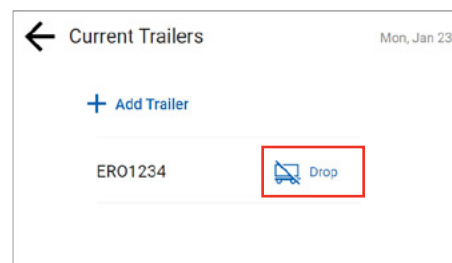 Current Trailers
Mon, Jan 23
Add Trailer
ERO1234
Drop